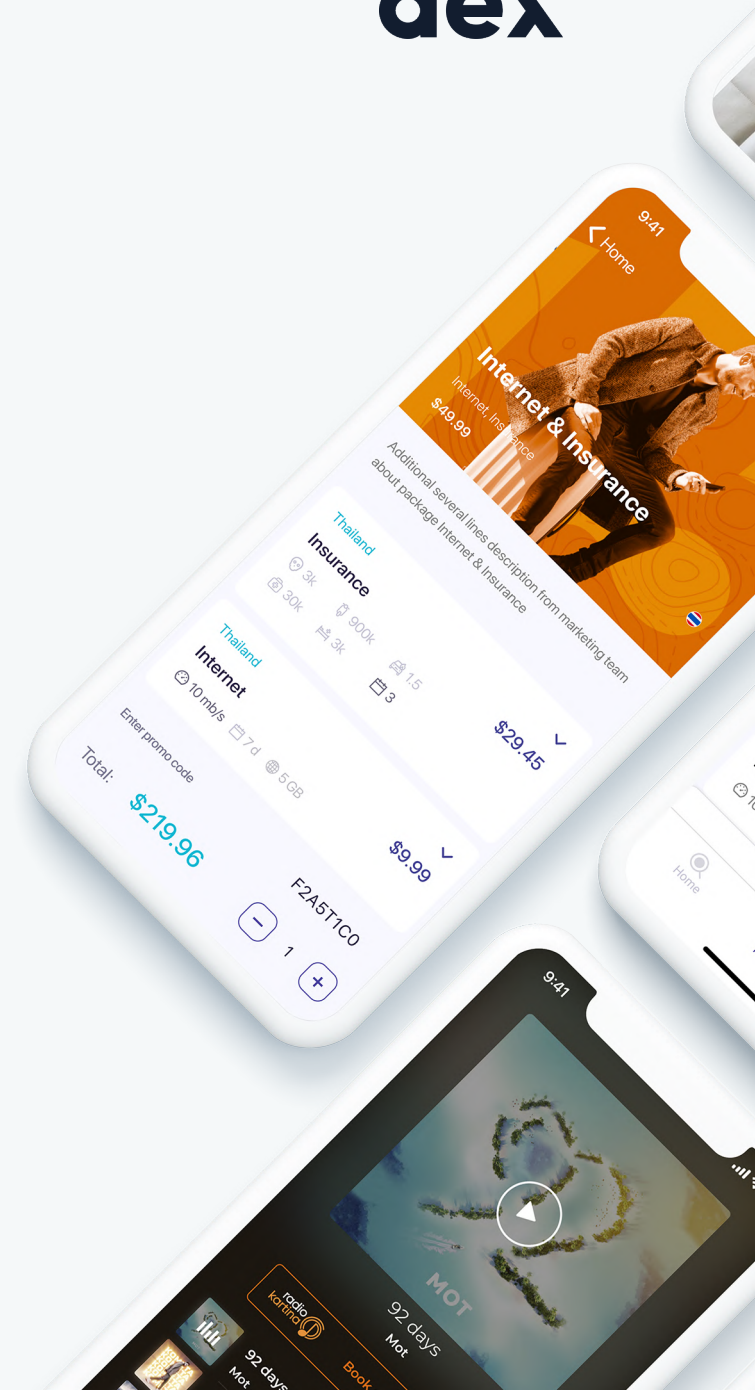 dex
9:41
Home
Internet & Insurance
$49.99
Additional several lines description from marketing team
about package Internet & Insurance
Thailand
Insurance
3k 900k 1.5
30k 3k 3
$29.45
Thailand
Internet
10 mb/s 7 d 5 GB
$9.99
Enter promo code
F2A5T1C0
Total:
$219.96
1
Home
9:41
MOT
92 days
Mot
radio
kartina
Book
92 days
Mot